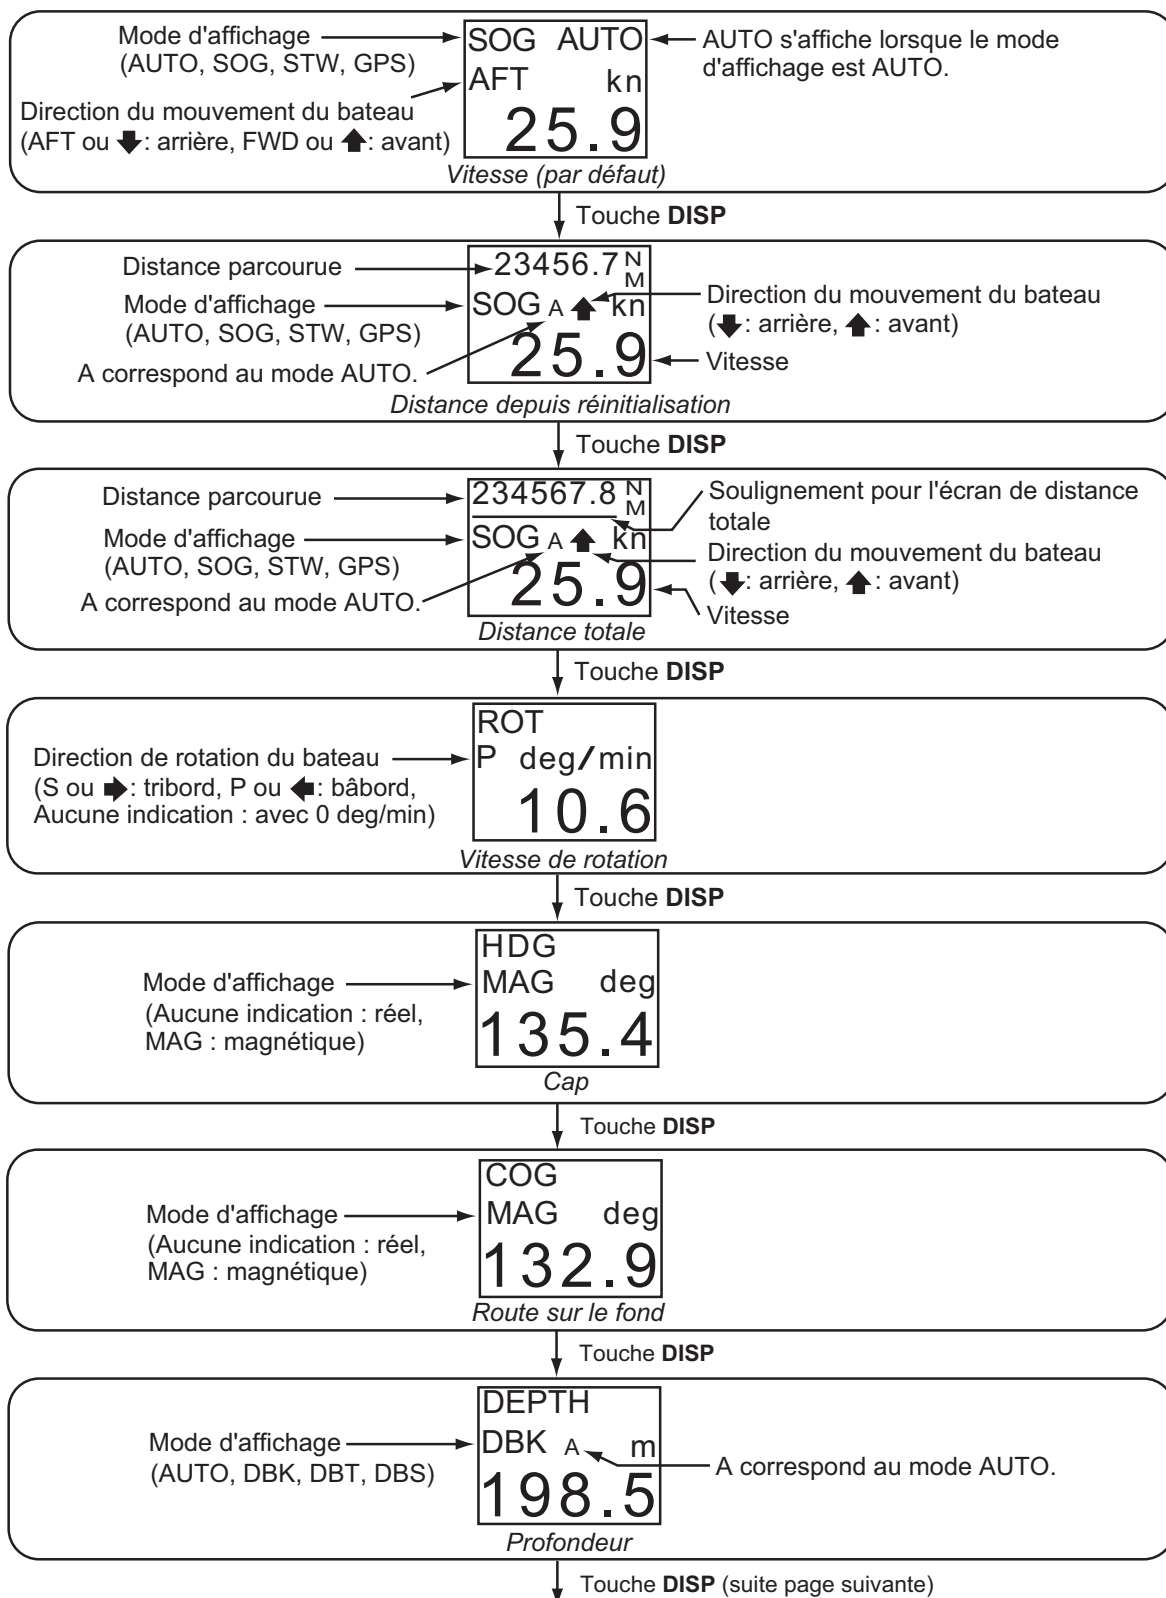 Mode d'affichage
(AUTO, SOG, STW, GPS)
Direction du mouvement du bateau
(AFT ou 🡇: arrière, FWD ou 🡅: avant)
SOG AUTO
AFT kn
25.9
AUTO s'affiche lorsque le mode
d'affichage est AUTO.
Vitesse (par défaut)
Touche DISP
Distance parcourue
Mode d'affichage
(AUTO, SOG, STW, GPS)
A correspond au mode AUTO.
23456.7 NM
SOG A 🡅 kn
25.9
Direction du mouvement du bateau
(🡇: arrière, 🡅: avant)
Vitesse
Distance depuis réinitialisation
Touche DISP
Distance parcourue
Mode d'affichage
(AUTO, SOG, STW, GPS)
A correspond au mode AUTO.
234567.8 NM
SOG A 🡅 kn
25.9
Soulignement pour l'écran de distance
totale
Direction du mouvement du bateau
(🡇: arrière, 🡅: avant)
Vitesse
Distance totale
Touche DISP
Direction de rotation du bateau
(S ou 🡆: tribord, P ou 🡄: bâbord,
Aucune indication : avec 0 deg/min)
ROT
P deg/min
10.6
Vitesse de rotation
Touche DISP
Mode d'affichage
(Aucune indication : réel,
MAG : magnétique)
HDG
MAG deg
135.4
Cap
Touche DISP
Mode d'affichage
(Aucune indication : réel,
MAG : magnétique)
COG
MAG deg
132.9
Route sur le fond
Touche DISP
Mode d'affichage
(AUTO, DBK, DBT, DBS)
DEPTH
DBK A m
198.5
A correspond au mode AUTO.
Profondeur
Touche DISP (suite page suivante)